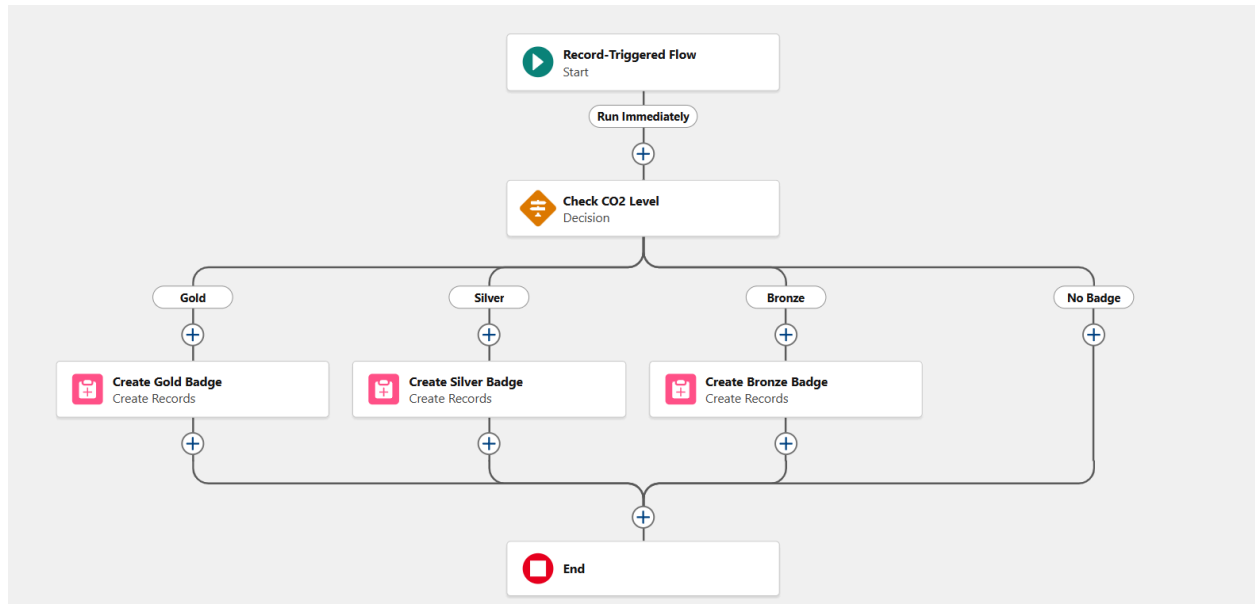 Record-Triggered Flow
Start
Run Immediately
Check CO2 Level
Decision
Gold
Silver
Bronze
No Badge
Create Gold Badge
Create Records
Create Silver Badge
Create Records
Create Bronze Badge
Create Records
End